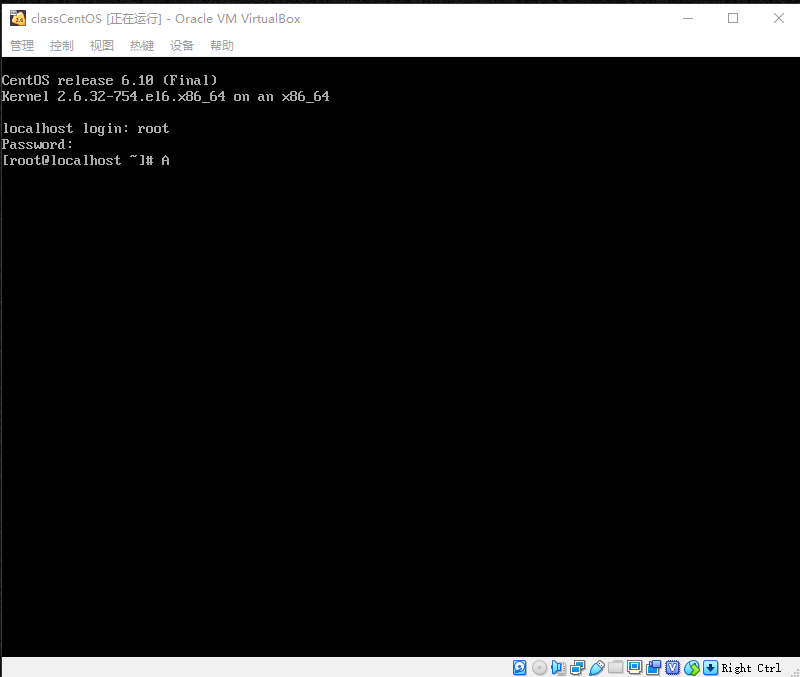 classCentOS [正在运行] - Oracle VM VirtualBox
管理 控制 视图 热键 设备 帮助
CentOS release 6.10 (Final)
Kernel 2.6.32-754.el6.x86_64 on an x86_64
localhost login: root
Password:
[root@localhost ~]# A
Right Ctrl